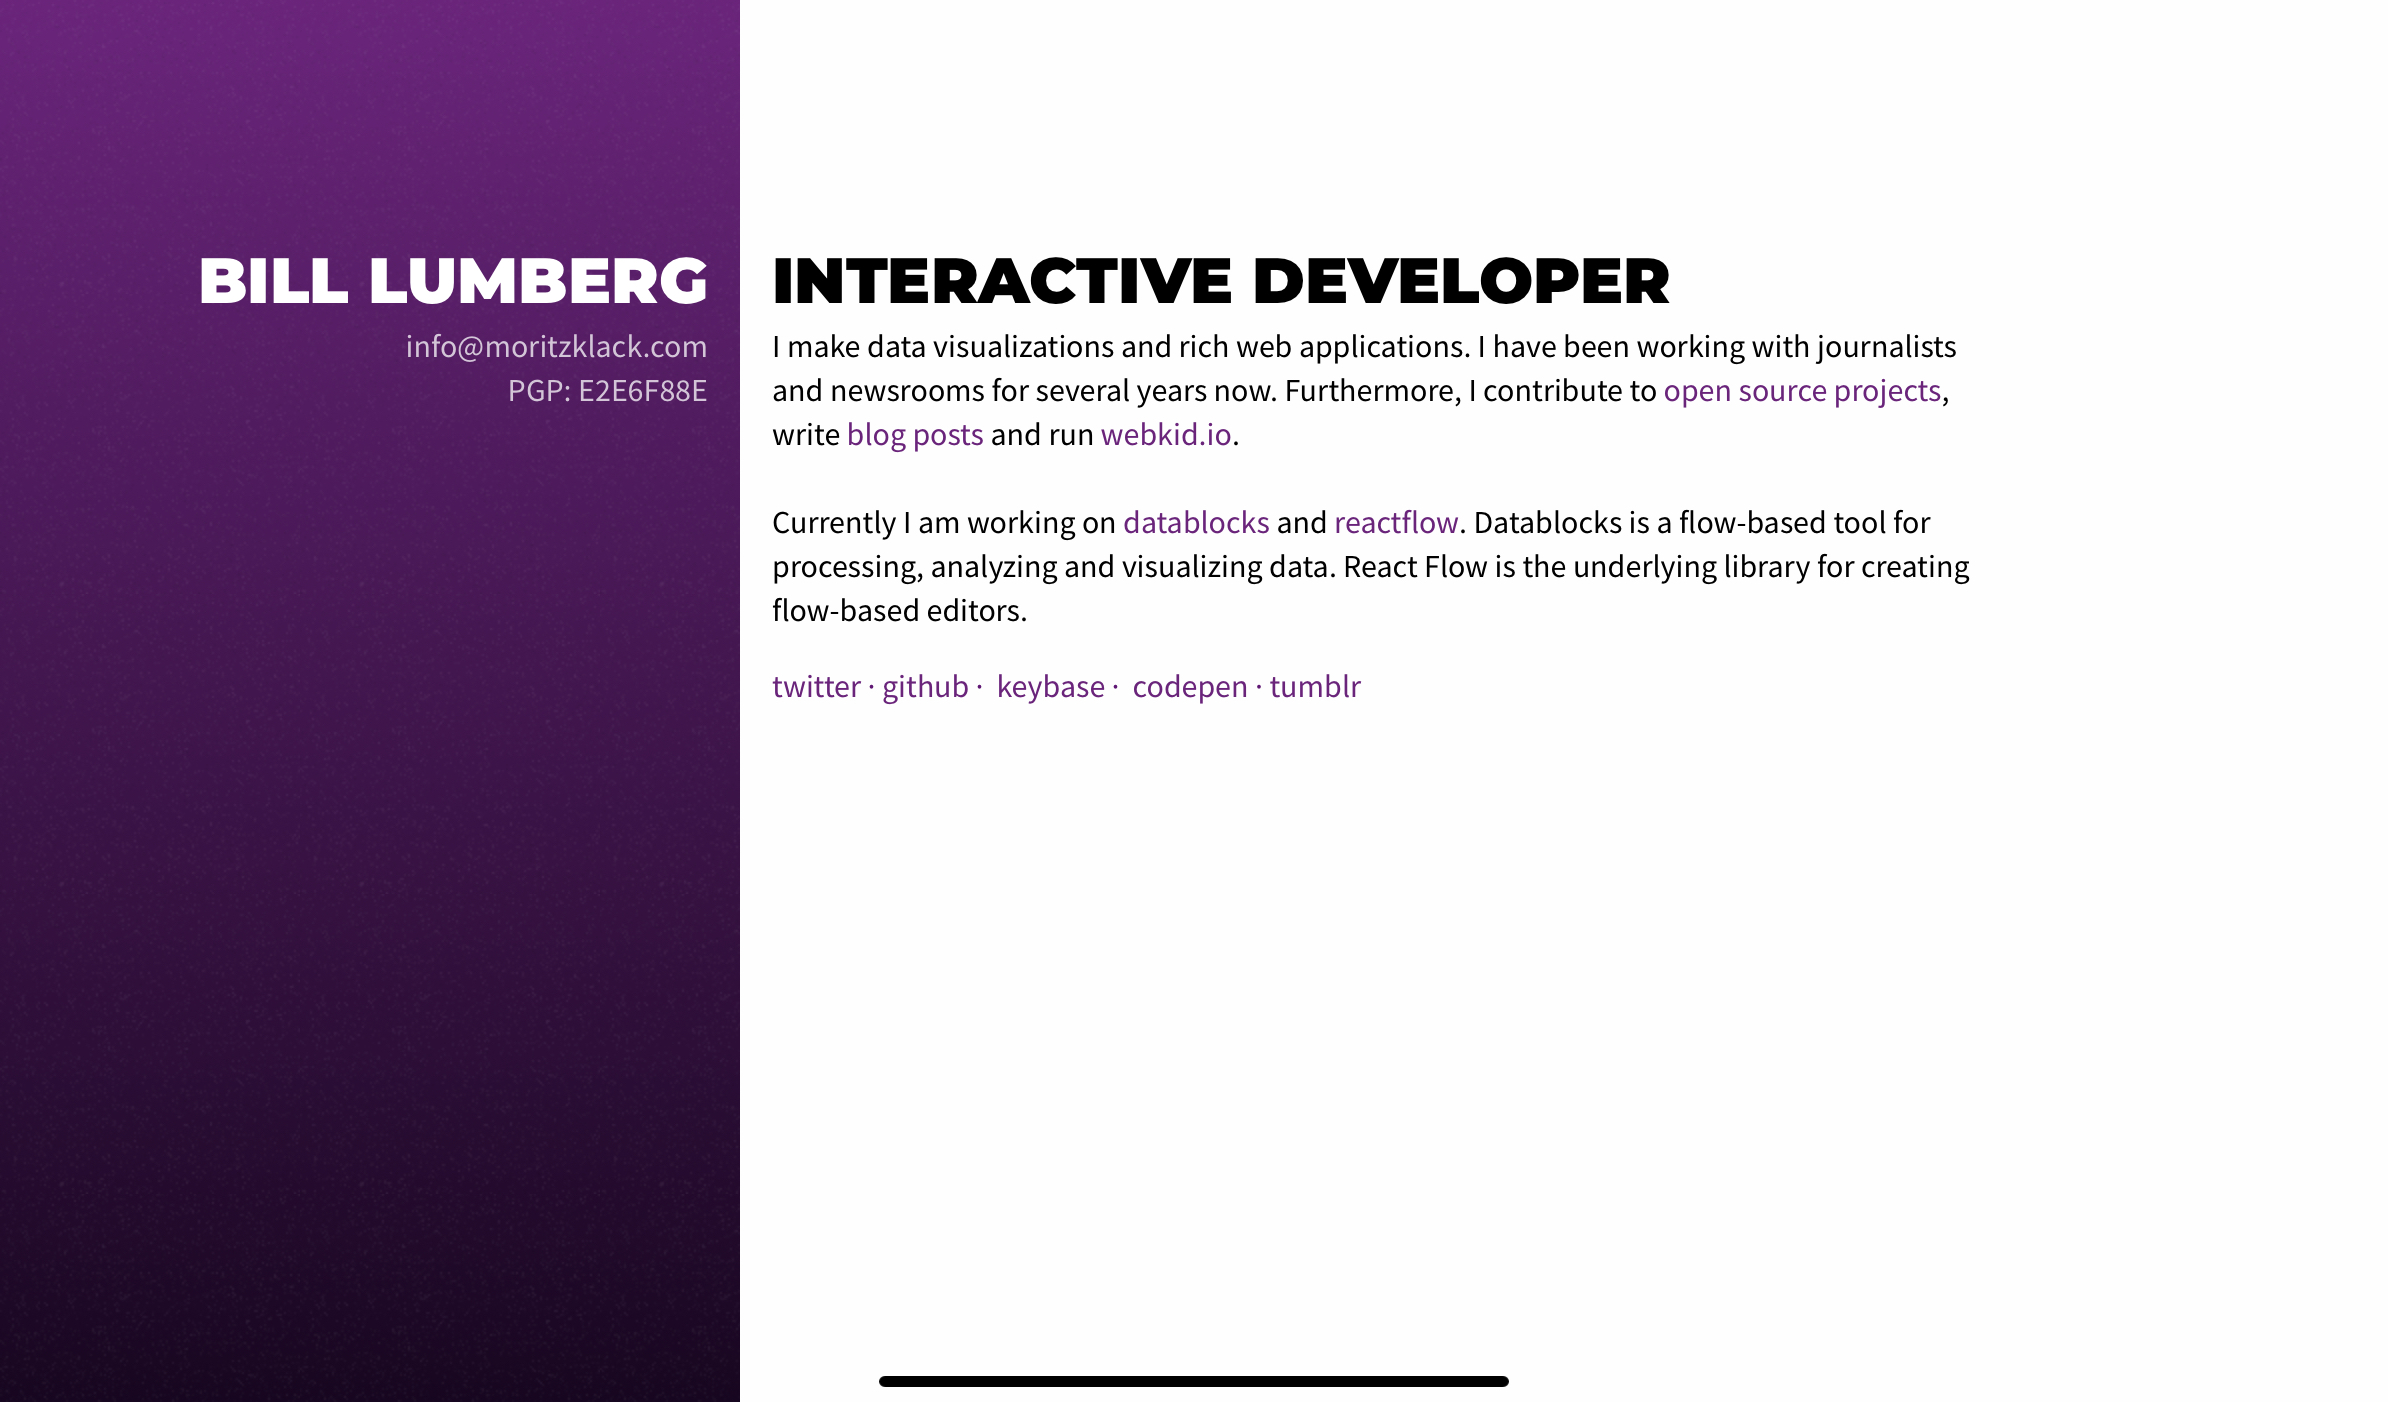 BILL LUMBERG
info@moritzklack.com
PGP: E2E6F88E
INTERACTIVE DEVELOPER
I make data visualizations and rich web applications. I have been working with journalists
and newsrooms for several years now. Furthermore, I contribute to open source projects,
write blog posts and run webkid.io.
Currently I am working on datablocks and reactflow. Datablocks is a flow-based tool for
processing, analyzing and visualizing data. React Flow is the underlying library for creating
flow-based editors.
twitter · github · keybase · codepen · tumblr